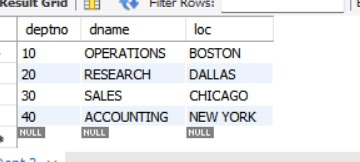 Result Grid Filter Rows:
deptno dname loc
10 OPERATIONS BOSTON
20 RESEARCH DALLAS
30 SALES CHICAGO
40 ACCOUNTING NEW YORK
NULL NULL NULL